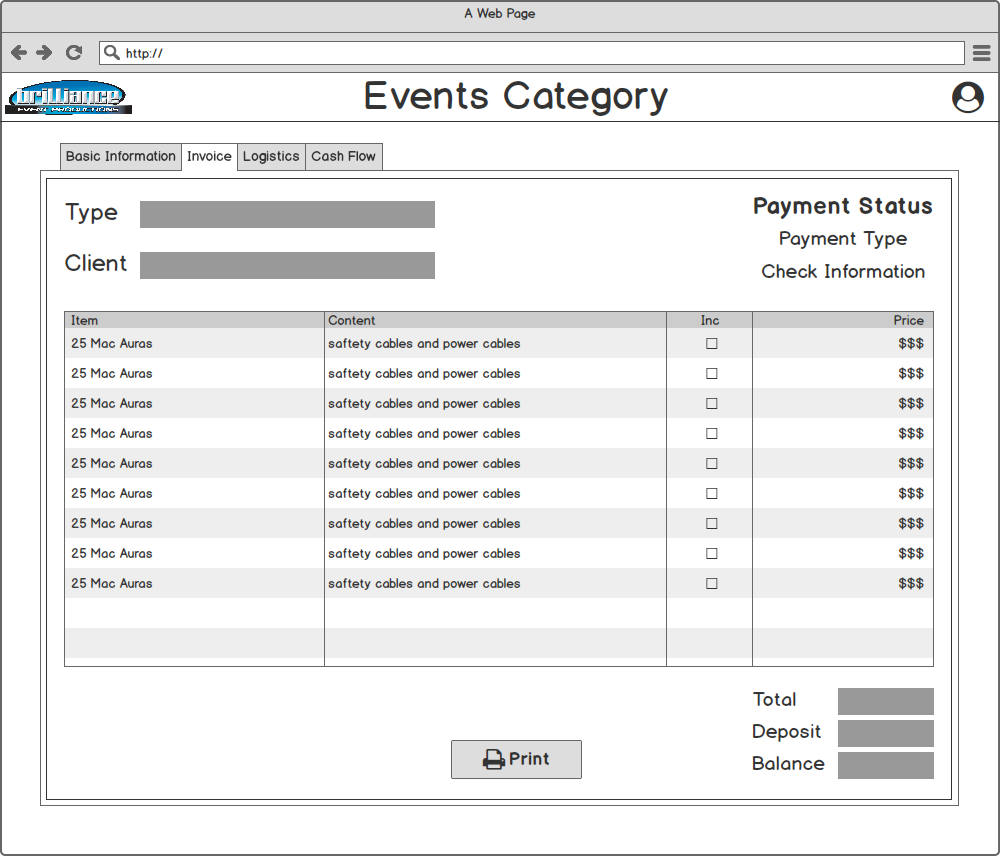 A Web Page
http://
brilliance
EVENT PRODUCTIONS
Events Category
Basic Information Invoice Logistics Cash Flow
Type
Payment Status
Payment Type
Client
Check Information
Item Content Inc Price
25 Mac Auras saftety cables and power cables $$$
25 Mac Auras saftety cables and power cables $$$
25 Mac Auras saftety cables and power cables $$$
25 Mac Auras saftety cables and power cables $$$
25 Mac Auras saftety cables and power cables $$$
25 Mac Auras saftety cables and power cables $$$
25 Mac Auras saftety cables and power cables $$$
25 Mac Auras saftety cables and power cables $$$
25 Mac Auras saftety cables and power cables $$$
Total
Deposit
Print
Balance